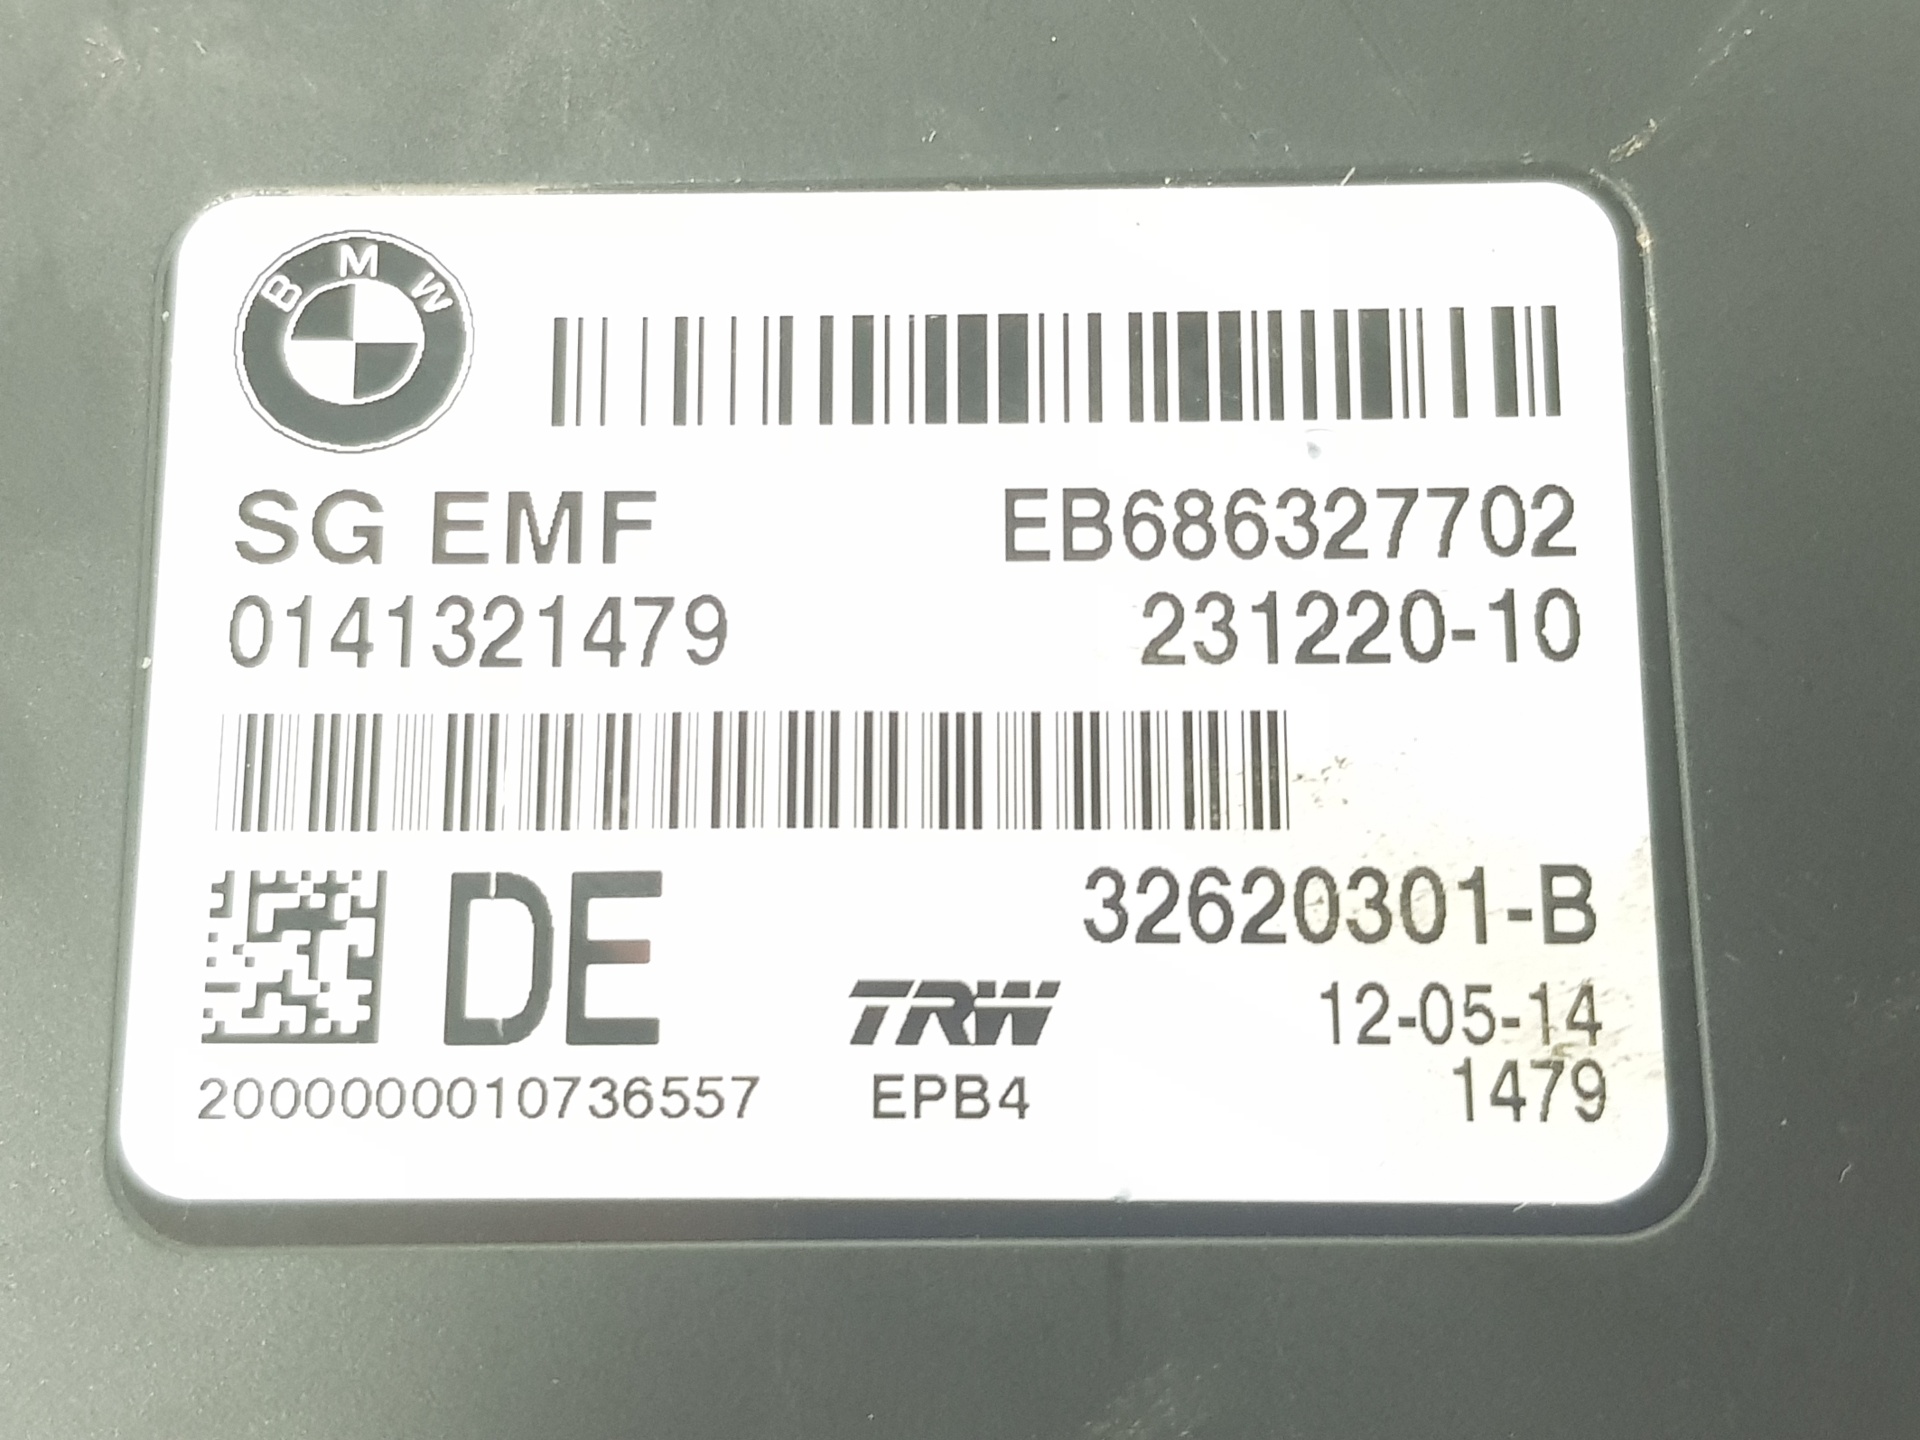 BMW
SG EMF EB686327702
0141321479 231220-10
DE 32620301-B
TRW 12-05-14
2000000010736557 EPB4 1479